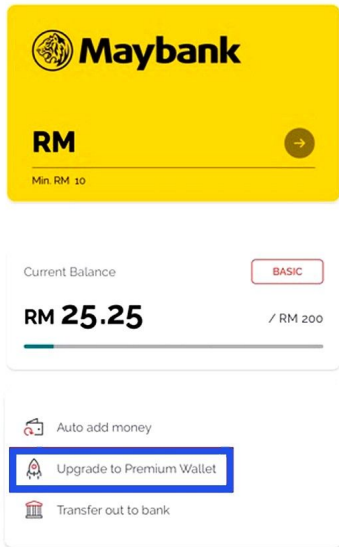 Maybank
RM
Min. RM 10
Current Balance
BASIC
RM 25.25
/ RM 200
Auto add money
Upgrade to Premium Wallet
Transfer out to bank